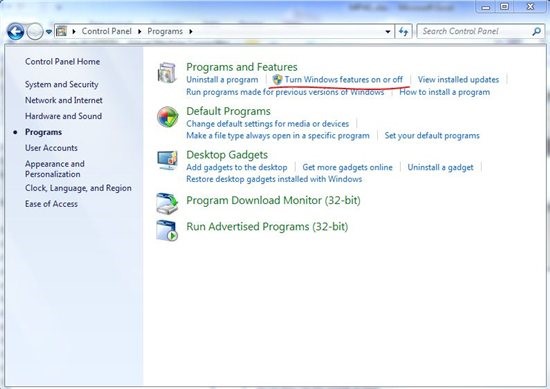 Control Panel ▸ Programs ▸
Search Control Panel
Control Panel Home
System and Security
Network and Internet
Hardware and Sound
Programs
User Accounts
Appearance and
Personalization
Clock, Language, and Region
Ease of Access
Programs and Features
Uninstall a program | Turn Windows features on or off | View installed updates
Run programs made for previous versions of Windows | How to install a program
Default Programs
Change default settings for media or devices
Make a file type always open in a specific program | Set your default programs
Desktop Gadgets
Add gadgets to the desktop | Get more gadgets online | Uninstall a gadget
Restore desktop gadgets installed with Windows
Program Download Monitor (32-bit)
Run Advertised Programs (32-bit)